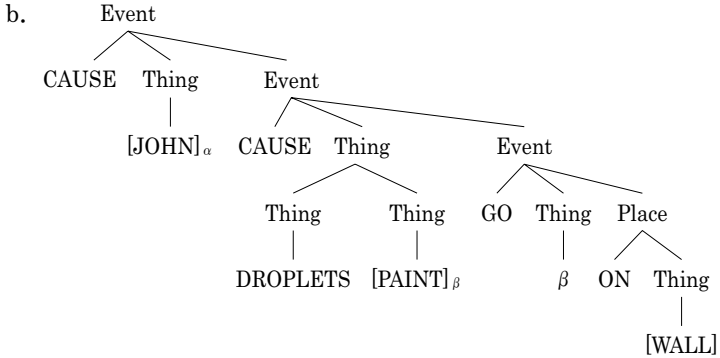 b. Event
CAUSE Thing Event
[JOHN]α CAUSE Thing Event
Thing Thing GO Thing Place
DROPLETS [PAINT]β β ON Thing
[WALL]